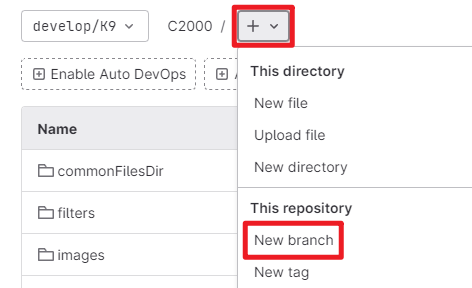 develop/K9
C2000 /
Enable Auto DevOps
This directory
New file
Upload file
New directory
Name
commonFilesDir
filters
images
This repository
New branch
New tag